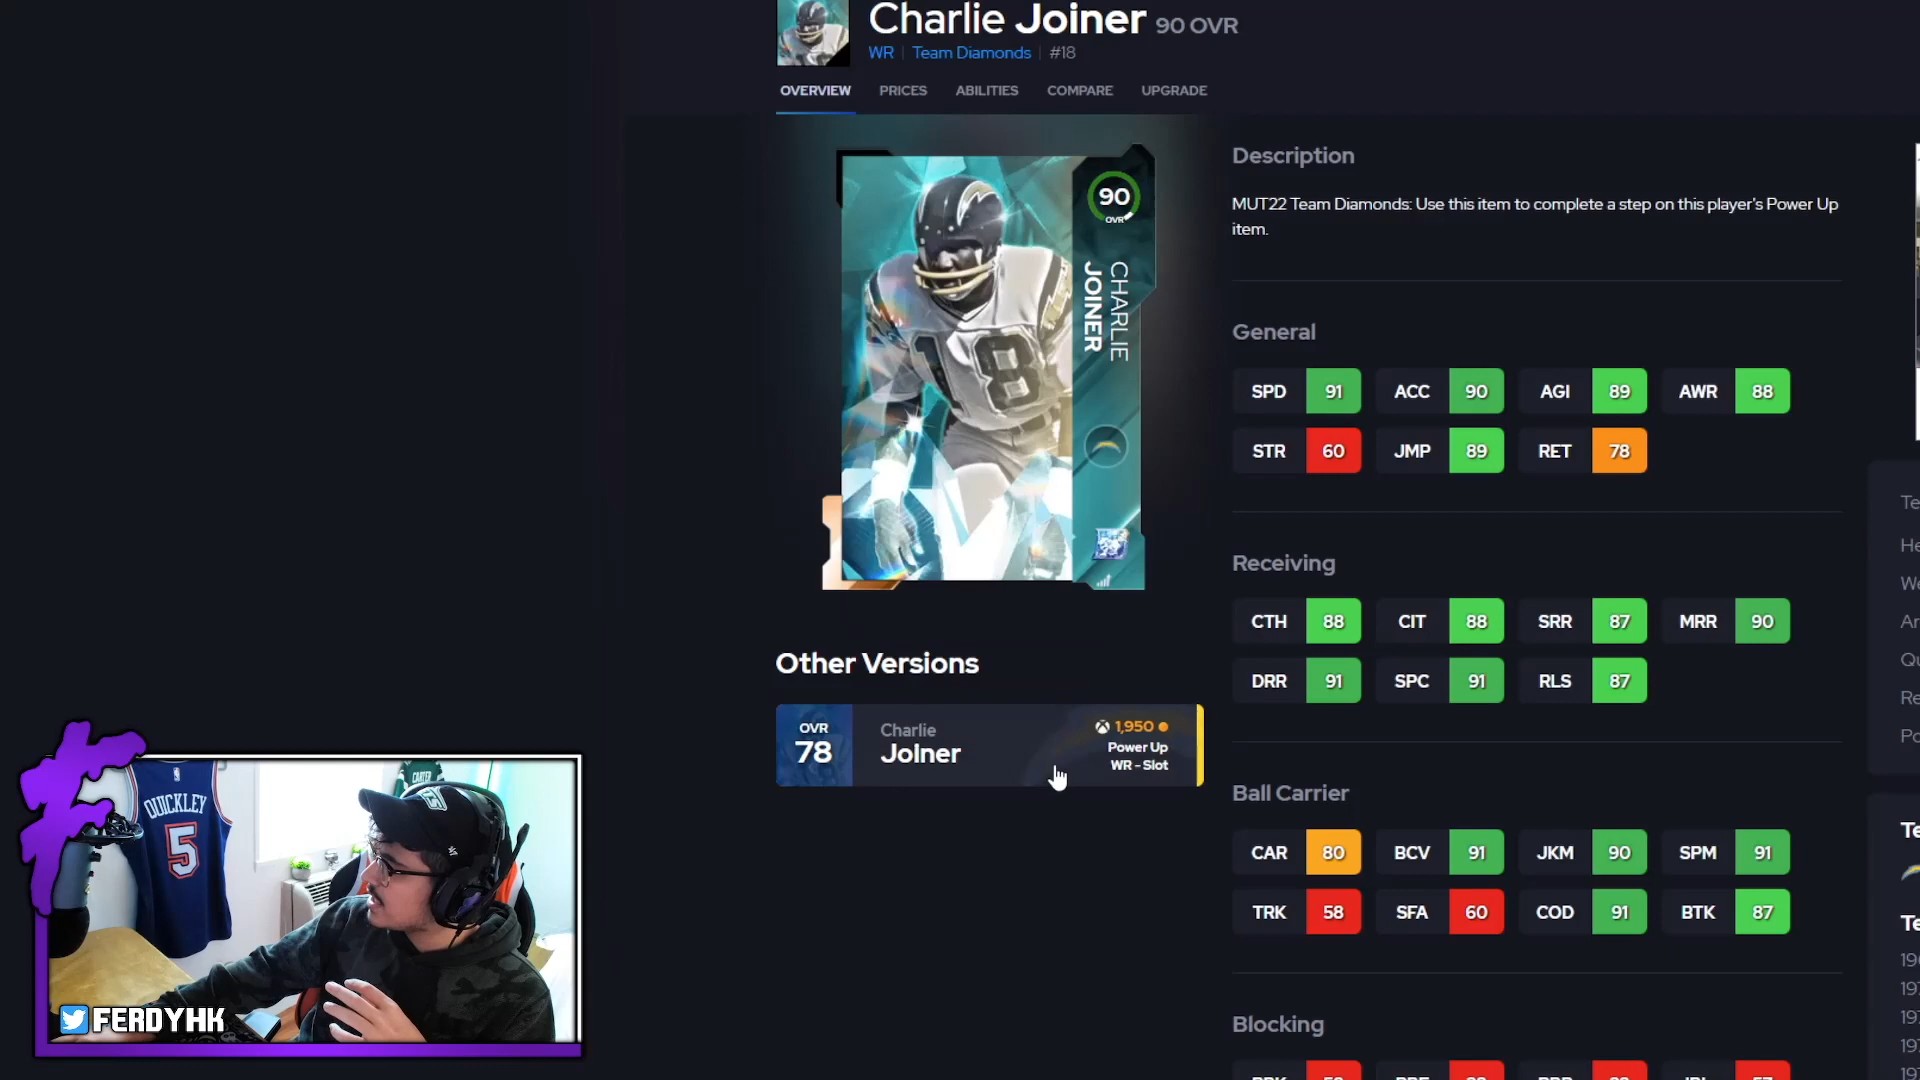 Charlie Joiner 90 OVR
WR | Team Diamonds | #18
OVERVIEW PRICES ABILITIES COMPARE UPGRADE
90
OVR
CHARLIE
JOINER
18
Description
MUT22 Team Diamonds: Use this item to complete a step on this player's Power Up
item.
General
SPD 91 ACC 90 AGI 89 AWR 88
STR 60 JMP 89 RET 78
Receiving
CTH 88 CIT 88 SRR 87 MRR 90
DRR 91 SPC 91 RLS 87
Other Versions
OVR
78
Charlie
Joiner
1,950
Power Up
WR - Slot
Ball Carrier
CAR 80 BCV 91 JKM 90 SPM 91
TRK 58 SFA 60 COD 91 BTK 87
Blocking
QUICKLEY
5
CARTER
FERDYHK